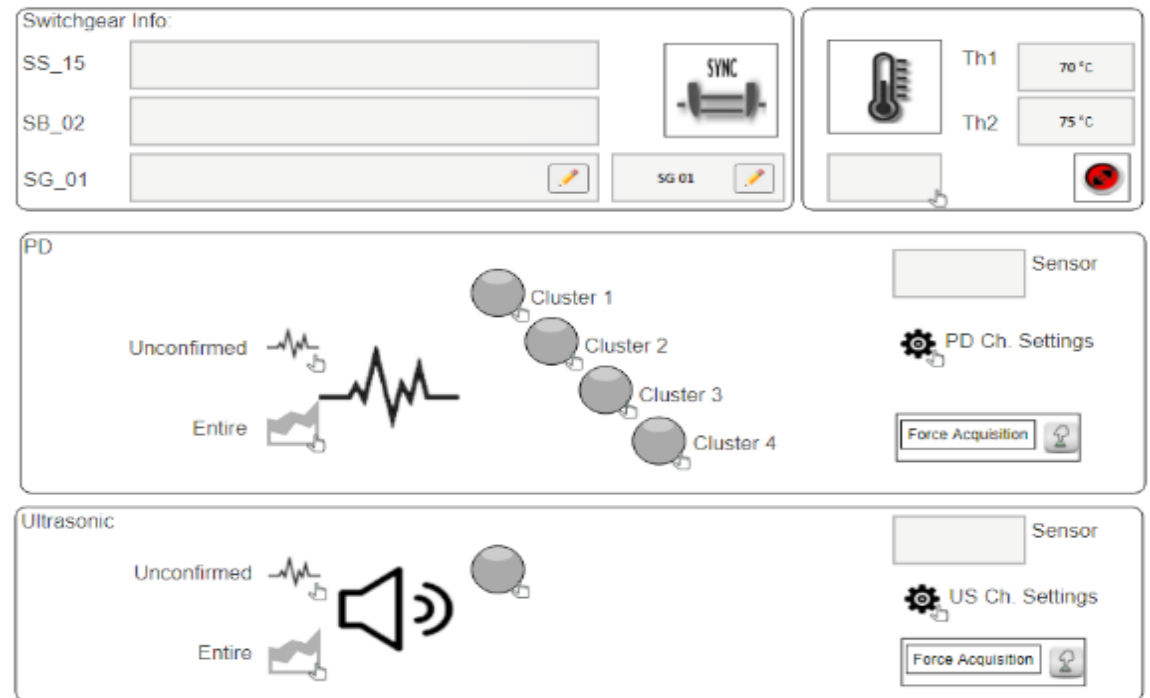 Switchgear Info:
SS_15
SYNC
Th1
70 °C
SB_02
Th2
75 °C
SG_01
SG 01
PD
Sensor
Cluster 1
Unconfirmed
Cluster 2
PD Ch. Settings
Cluster 3
Entire
Cluster 4
Force Acquisition
Ultrasonic
Sensor
Unconfirmed
US Ch. Settings
Entire
Force Acquisition